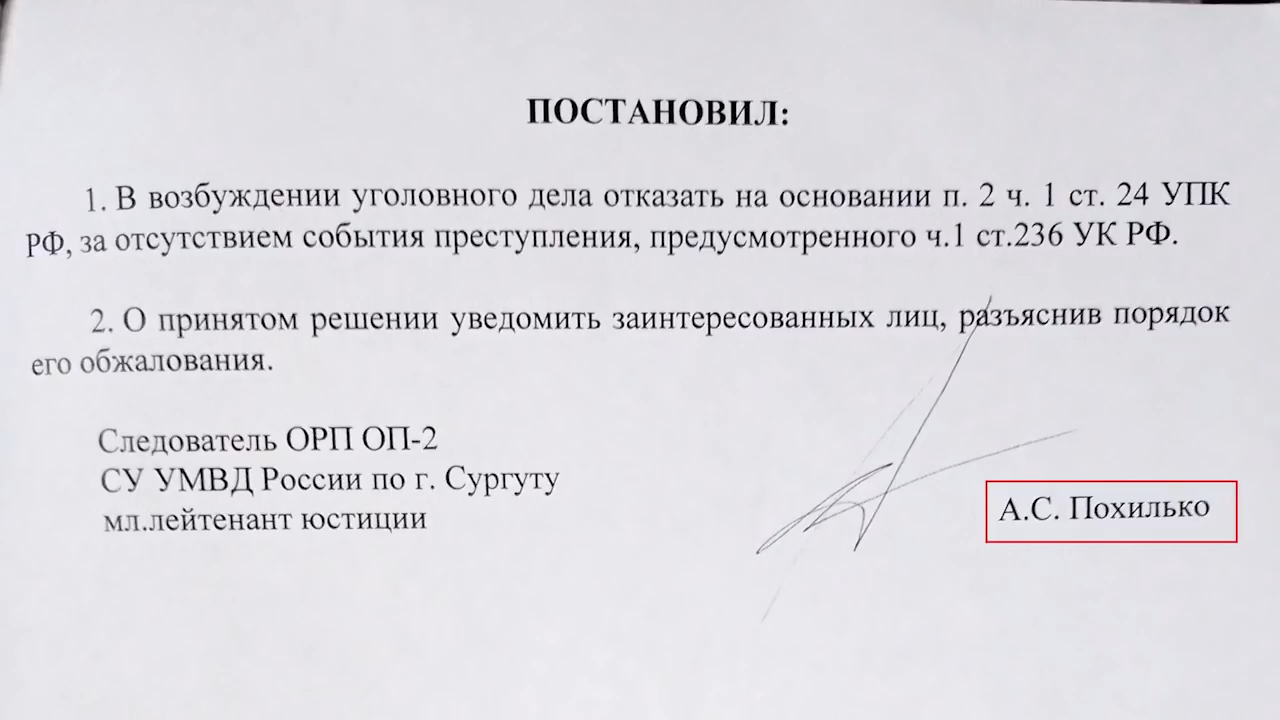 ПОСТАНОВИЛ:
1. В возбуждении уголовного дела отказать на основании п. 2 ч. 1 ст. 24 УПК
РФ, за отсутствием события преступления, предусмотренного ч.1 ст.236 УК РФ.
2. О принятом решении уведомить заинтересованных лиц, разъяснив порядок
его обжалования.
Следователь ОРП ОП-2
СУ УМВД России по г. Сургуту
мл.лейтенант юстиции
А.С. Похилько